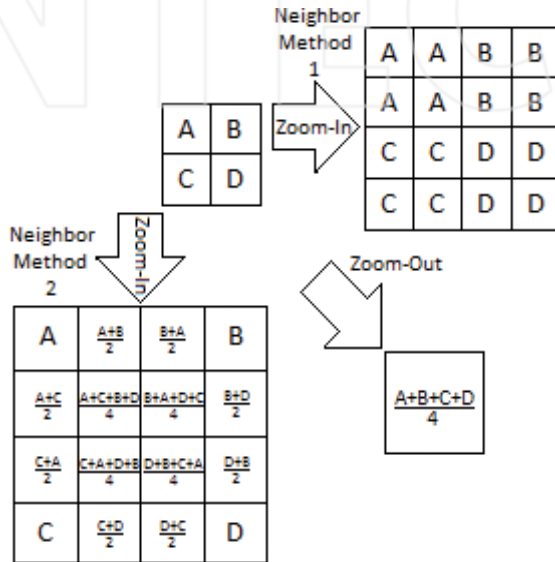 NTEC
Neighbor
Method
1
A A B B
A A B B
C C D D
C C D D
A B
C D
Zoom-In
Neighbor
Method
2
Zoom-In
Zoom-Out
A A+B/2 B+A/2 B
A+C/2 A+C+B+D/4 B+A+D+C/4 B+D/2
C+A/2 C+A+D+B/4 D+B+C+A/4 D+B/2
C C+D/2 D+C/2 D
A+B+C+D/4